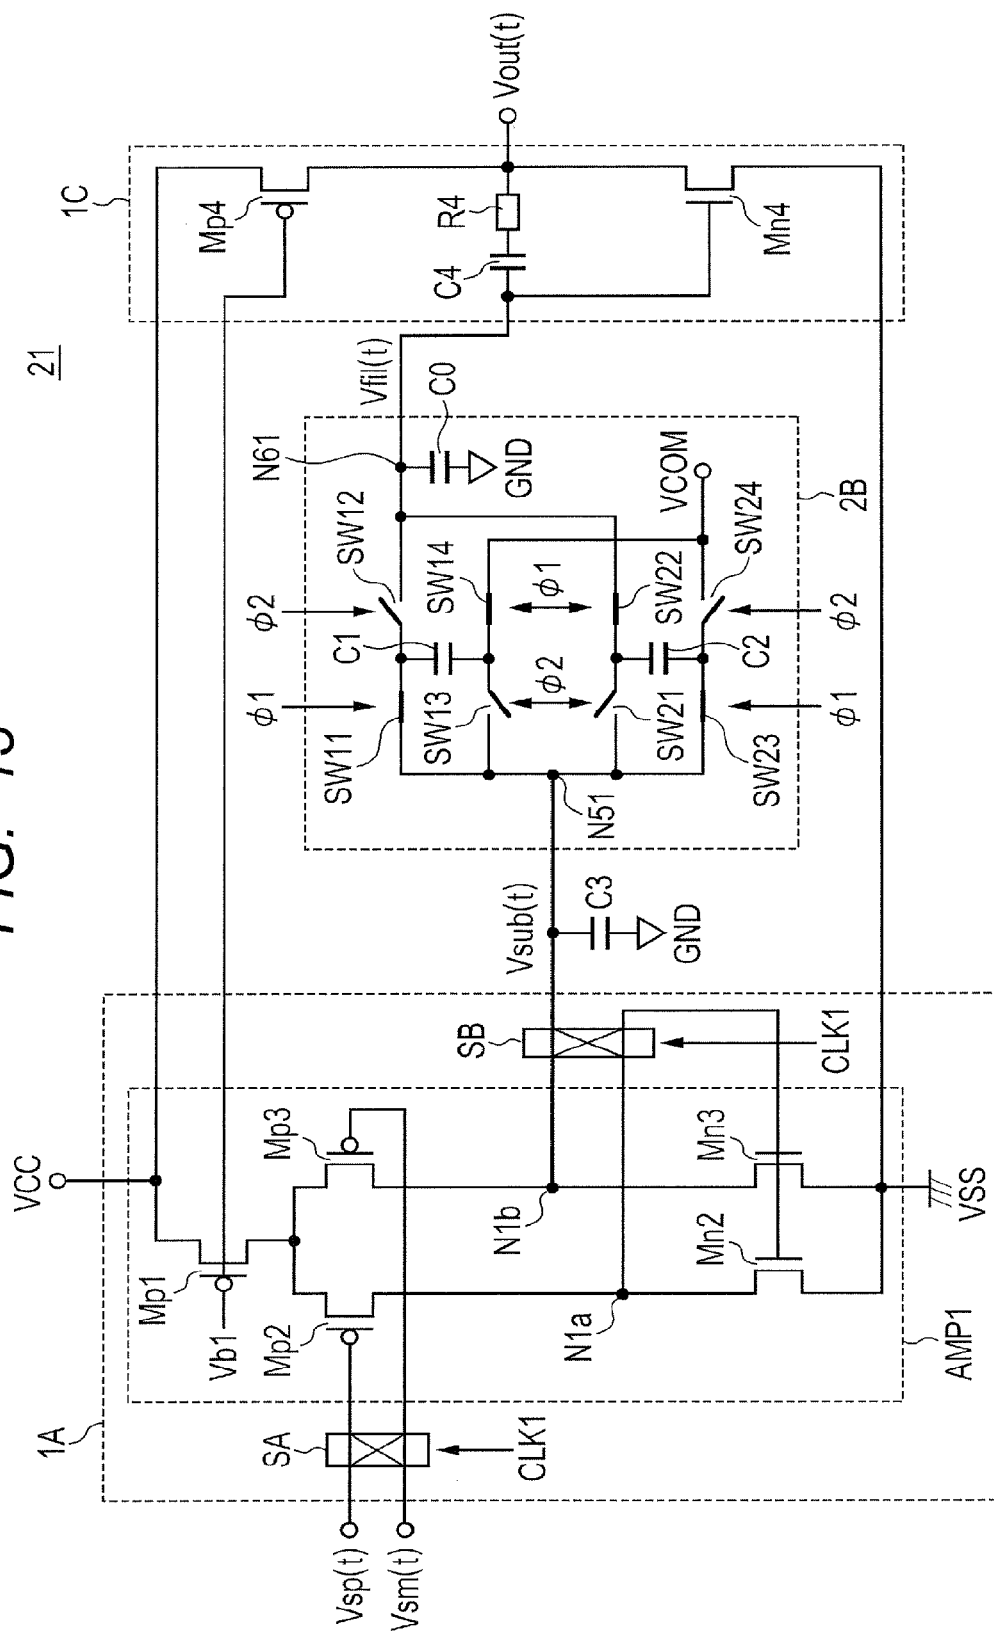 21
1C
Mp4
R4
C4
Mn4
Vout(t)
Vfil(t)
C0
N61
GND
VCOM
SW12
SW14
SW22
SW24
φ2
φ1
φ2
C1
C2
φ1
φ2
φ1
SW11
SW13
SW21
SW23
N51
2B
Vsub(t)
C3
GND
SB
CLK1
VCC
Mp3
Mn3
N1b
Mp1
Vb1
Mp2
Mn2
N1a
VSS
AMP1
1A
SA
CLK1
Vsp(t)
Vsm(t)